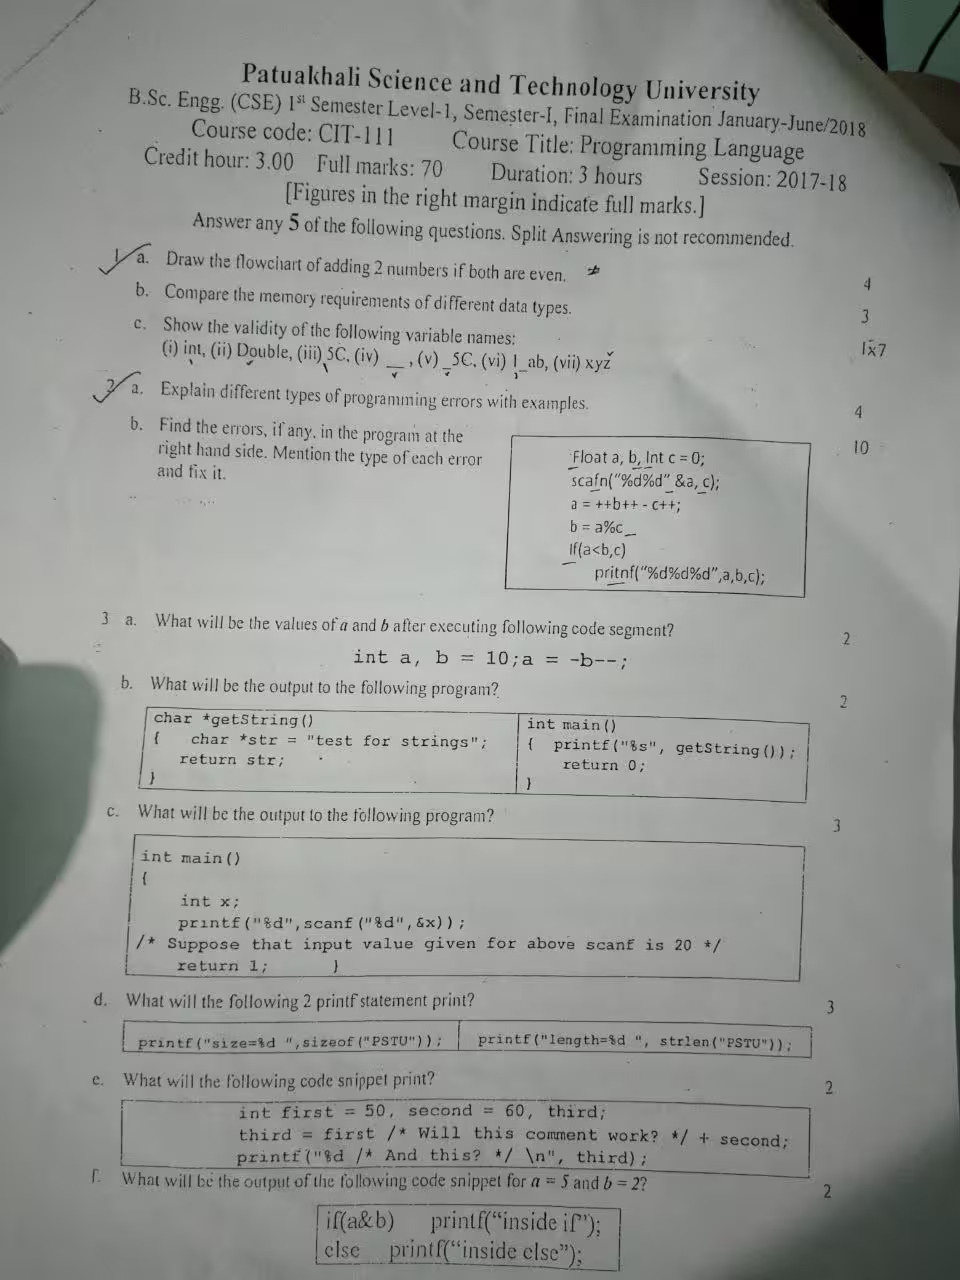 Patuakhali Science and Technology University
B.Sc. Engg. (CSE) 1st Semester Level-1, Semester-I, Final Examination January-June/2018
Course code: CIT-111 Course Title: Programming Language
Credit hour: 3.00 Full marks: 70 Duration: 3 hours Session: 2017-18
[Figures in the right margin indicate full marks.]
Answer any 5 of the following questions. Split Answering is not recommended.
1 a. Draw the flowchart of adding 2 numbers if both are even. 4
b. Compare the memory requirements of different data types. 3
c. Show the validity of the following variable names: 1x7
(i) int, (ii) Double, (iii) 5C, (iv) __ , (v) _5C, (vi) 1_ab, (vii) xyz
2 a. Explain different types of programming errors with examples. 4
b. Find the errors, if any, in the program at the 10
right hand side. Mention the type of each error
and fix it.
Float a, b, Int c = 0;
scafn("%d%d" &a, c);
a = ++b++ - c++;
b = a%c
If(a<b,c)
pritnf("%d%d%d",a,b,c);
3 a. What will be the values of a and b after executing following code segment? 2
int a, b = 10;a = -b--;
b. What will be the output to the following program? 2
char *getString()
{ char *str = "test for strings";
return str;
}
int main()
{ printf("%s", getString());
return 0;
}
c. What will be the output to the following program? 3
int main()
{
int x;
printf("%d",scanf("%d",&x));
/* Suppose that input value given for above scanf is 20 */
return 1; }
d. What will the following 2 printf statement print? 3
printf("size=%d ",sizeof("PSTU")); printf("length=%d ", strlen("PSTU"));
e. What will the following code snippet print? 2
int first = 50, second = 60, third;
third = first /* Will this comment work? */ + second;
printf("%d /* And this? */ \n", third);
f. What will be the output of the following code snippet for a = 5 and b = 2? 2
if(a&b) printf("inside if");
else printf("inside else");